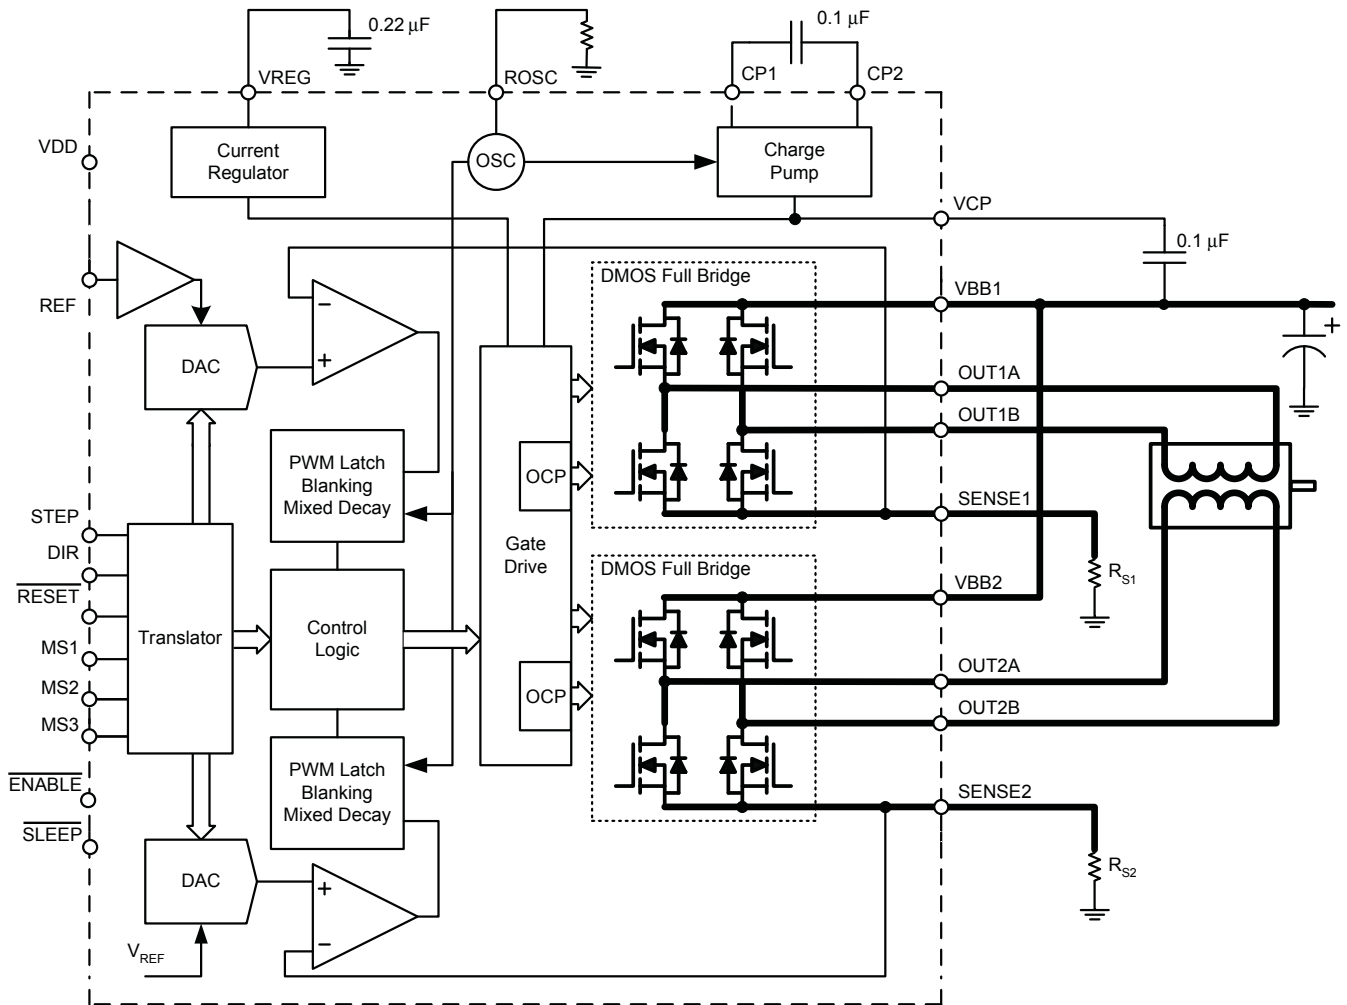 0.22 µF
0.1 µF
VREG
ROSC
CP1
CP2
VDD
Current
Regulator
OSC
Charge
Pump
VCP
0.1 µF
REF
DMOS Full Bridge
VBB1
−
+
DAC
+
OUT1A
OUT1B
PWM Latch
Blanking
Mixed Decay
OCP
SENSE1
STEP
DIR
RESET
MS1
MS2
MS3
Translator
Control
Logic
Gate
Drive
DMOS Full Bridge
RS1
VBB2
OUT2A
OCP
OUT2B
ENABLE
SLEEP
PWM Latch
Blanking
Mixed Decay
SENSE2
DAC
+
−
RS2
VREF